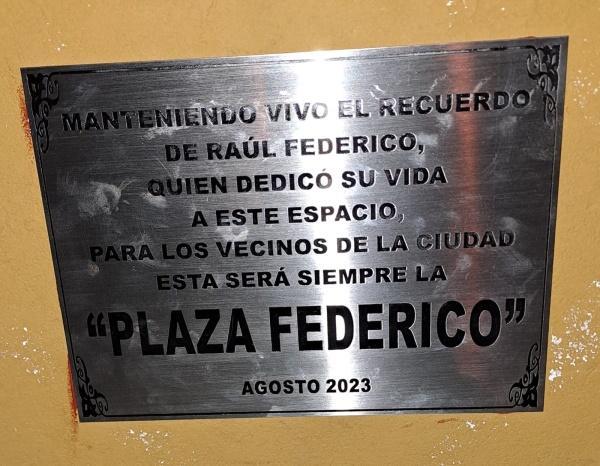 MANTENIENDO VIVO EL RECUERDO
DE RAÚL FEDERICO,
QUIEN DEDICÓ SU VIDA
A ESTE ESPACIO,
PARA LOS VECINOS DE LA CIUDAD
ESTA SERÁ SIEMPRE LA
“PLAZA FEDERICO”
AGOSTO 2023